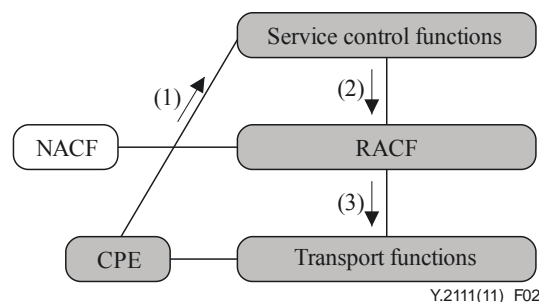 Service control functions
(1)
(2)
NACF
RACF
(3)
CPE
Transport functions
Y.2111(11)_F02